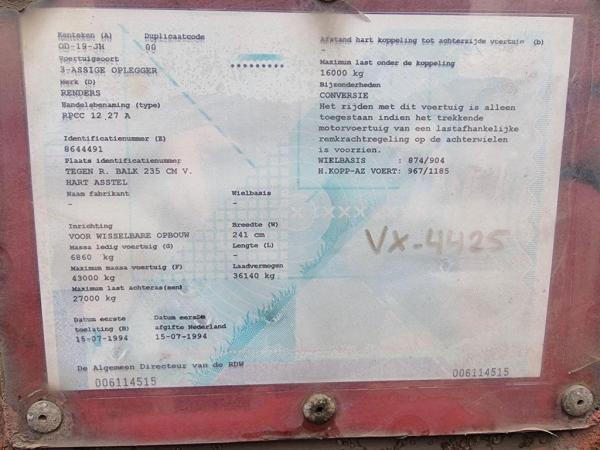 Kenteken (A) Duplicaatcode
OD-19-JH 00
Voertuigsoort
3-ASSIGE OPLEGGER
Merk (D)
RENDERS
Handelsbenaming (type)
RPCC 12 27 A
Identificatienummer (E)
8644491
Plaats identificatienummer
TEGEN R. BALK 235 CM V.
HART ASSTEL
Naam fabrikant Wielbasis
- -
Inrichting Breedte (W)
VOOR WISSELBARE OPBOUW 241 cm
Massa ledig voertuig (G) Lengte (L)
6860 kg -
Maximum massa voertuig (F) Laadvermogen
43000 kg 36140 kg
Maximum last achteras(sen)
27000 kg
Datum eerste Datum eerste
toelating (B) afgifte Nederland
15-07-1994 15-07-1994
De Algemeen Directeur van de RDW
006114515
Afstand hart koppeling tot achterzijde voertuig (b)
-
Maximum last onder de koppeling
16000 kg
Bijzonderheden
CONVERSIE
Het rijden met dit voertuig is alleen
toegestaan indien het trekkende
motorvoertuig van een lastafhankelijke
remkrachtregeling op de achterwielen
is voorzien.
WIELBASIS : 874/904
H.KOPP-AZ VOERT: 967/1185
VX-4425
006114515